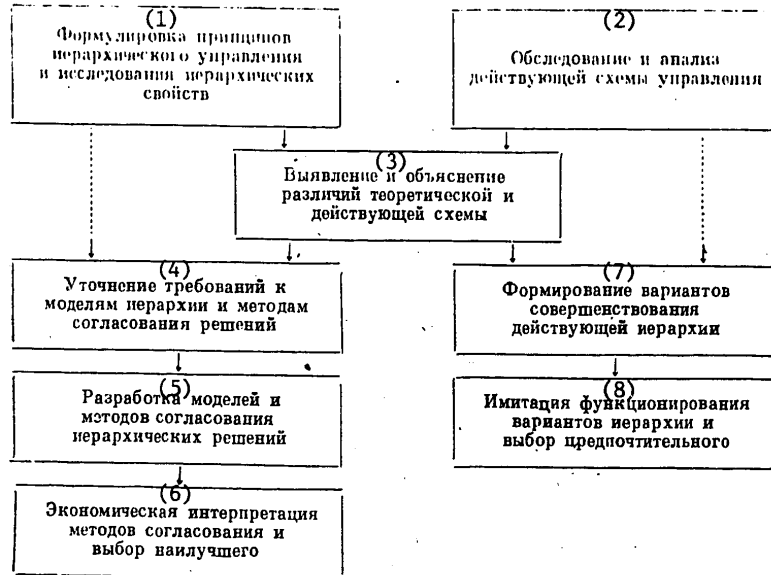 (1)
Формулировка принципов
иерархического управления
и исследования иерархических
свойств
(2)
Обследование и анализ
действующей схемы управления
(3)
Выявление и объяснение
различий теоретической и
действующей схемы
(4)
Уточнение требований к
моделям иерархии и методам
согласования решений
(7)
Формирование вариантов
совершенствования
действующей иерархии
(5)
Разработка моделей и
методов согласования
иерархических решений
(8)
Имитация функционирования
вариантов иерархии и
выбор предпочтительного
(6)
Экономическая интерпретация
методов согласования и
выбор наилучшего